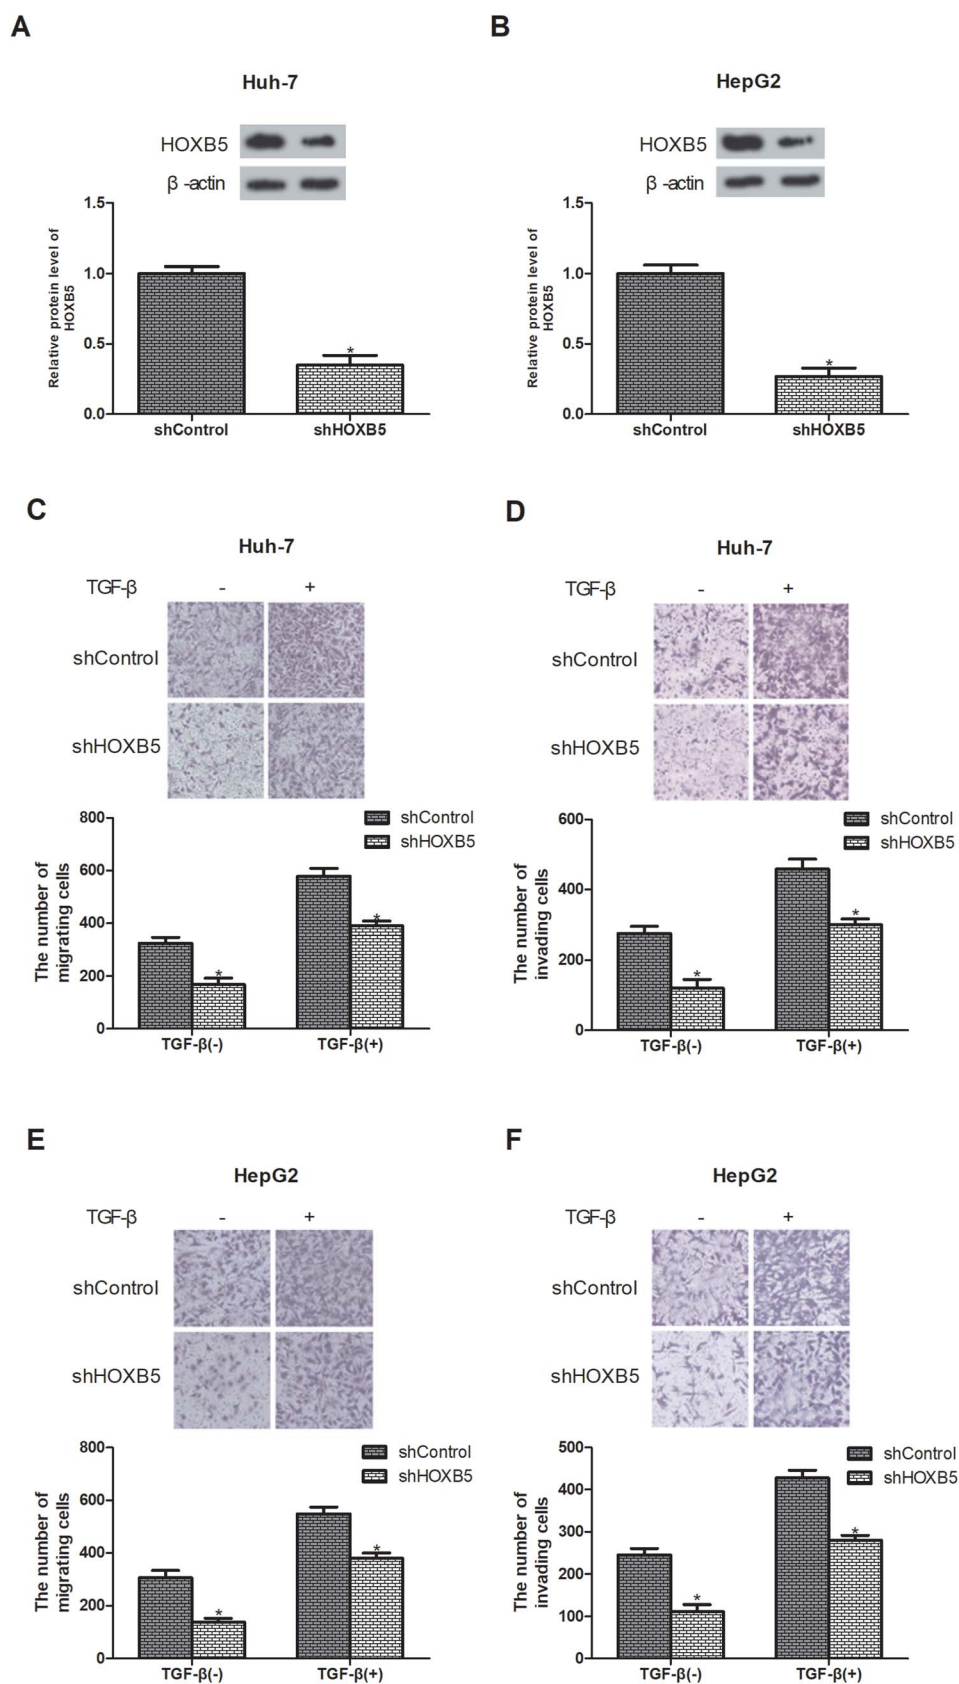 A
B
Huh-7
HepG2
HOXB5
HOXB5
β -actin
β -actin
1.5
1.0
0.5
0.0
Relative protein level of
HOXB5
*
shControl
shHOXB5
1.5
1.0
0.5
0.0
Relative protein level of
HOXB5
*
shControl
shHOXB5
C
D
Huh-7
Huh-7
TGF-β - +
TGF-β - +
shControl
shControl
shHOXB5
shHOXB5
800
600
400
200
0
The number of
migrating cells
shControl
shHOXB5
*
*
TGF-β(-)
TGF-β(+)
600
400
200
0
The number of
invading cells
shControl
shHOXB5
*
*
TGF-β(-)
TGF-β(+)
E
F
HepG2
HepG2
TGF-β - +
TGF-β - +
shControl
shControl
shHOXB5
shHOXB5
800
600
400
200
0
The number of
migrating cells
shControl
shHOXB5
*
*
TGF-β(-)
TGF-β(+)
500
400
300
200
100
0
The number of
invading cells
shControl
shHOXB5
*
*
TGF-β(-)
TGF-β(+)